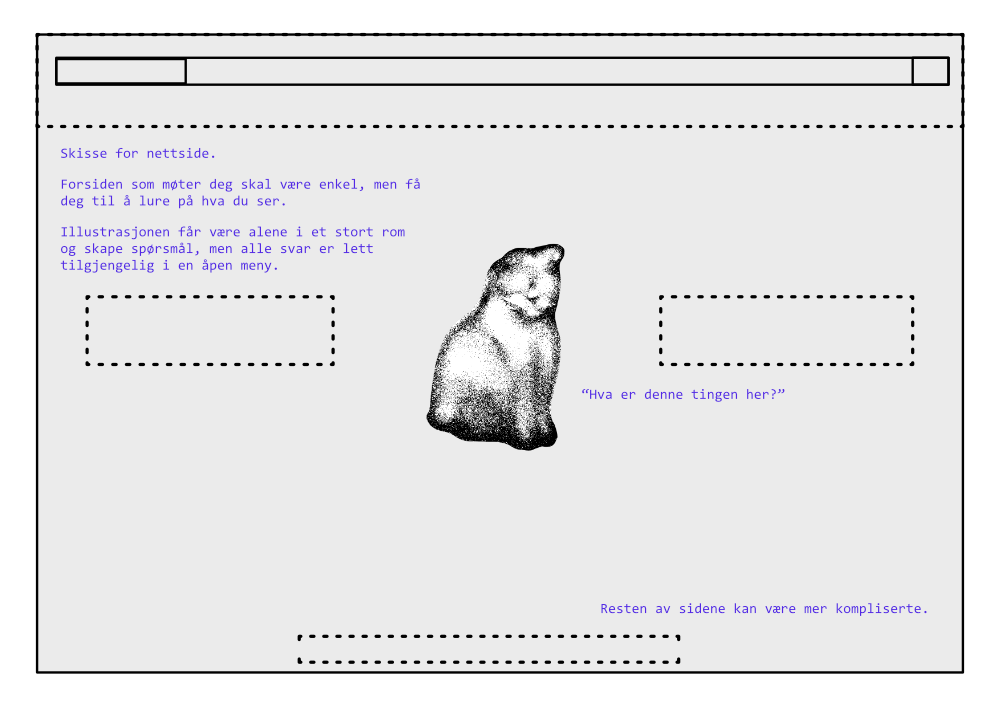 Skisse for nettside.
Forsiden som møter deg skal være enkel, men få
deg til å lure på hva du ser.
Illustrasjonen får være alene i et stort rom
og skape spørsmål, men alle svar er lett
tilgjengelig i en åpen meny.
“Hva er denne tingen her?”
Resten av sidene kan være mer kompliserte.